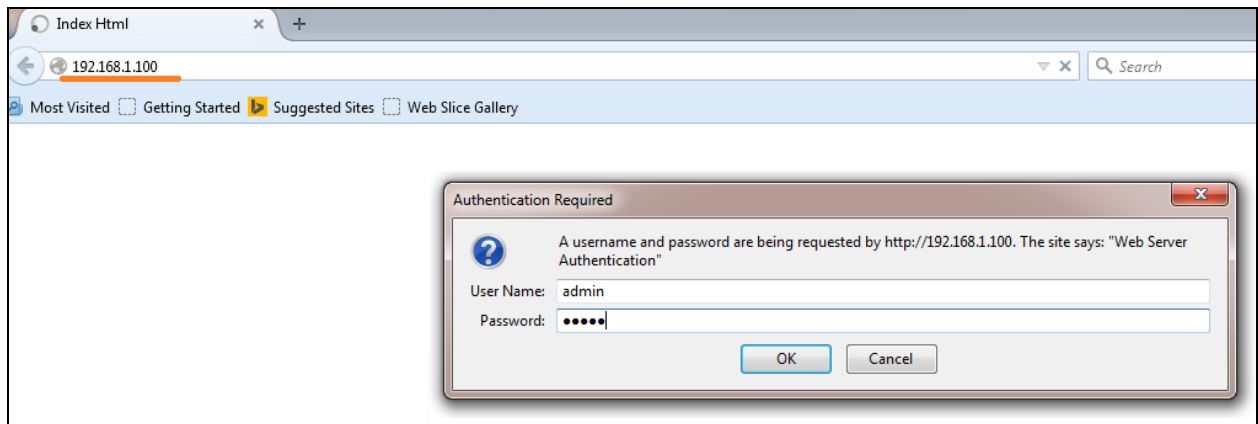 Index Html
192.168.1.100
Search
Most Visited Getting Started Suggested Sites Web Slice Gallery
Authentication Required
A username and password are being requested by http://192.168.1.100. The site says: "Web Server
Authentication"
User Name: admin
Password: •••••
OK Cancel